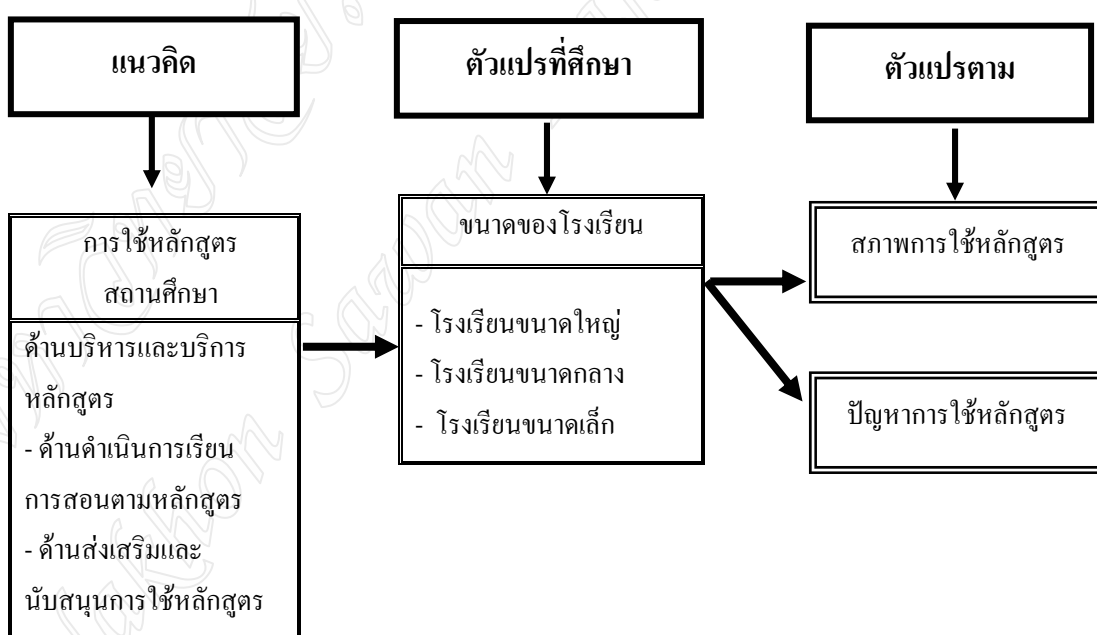 แนวคิด
ตัวแปรที่ศึกษา
ตัวแปรตาม
การใช้หลักสูตร
สถานศึกษา
ด้านบริหารและบริการ
หลักสูตร
- ด้านดำเนินการเรียน
การสอนตามหลักสูตร
- ด้านส่งเสริมและ
นับสนุนการใช้หลักสูตร
ขนาดของโรงเรียน
- โรงเรียนขนาดใหญ่
- โรงเรียนขนาดกลาง
- โรงเรียนขนาดเล็ก
สภาพการใช้หลักสูตร
ปัญหาการใช้หลักสูตร